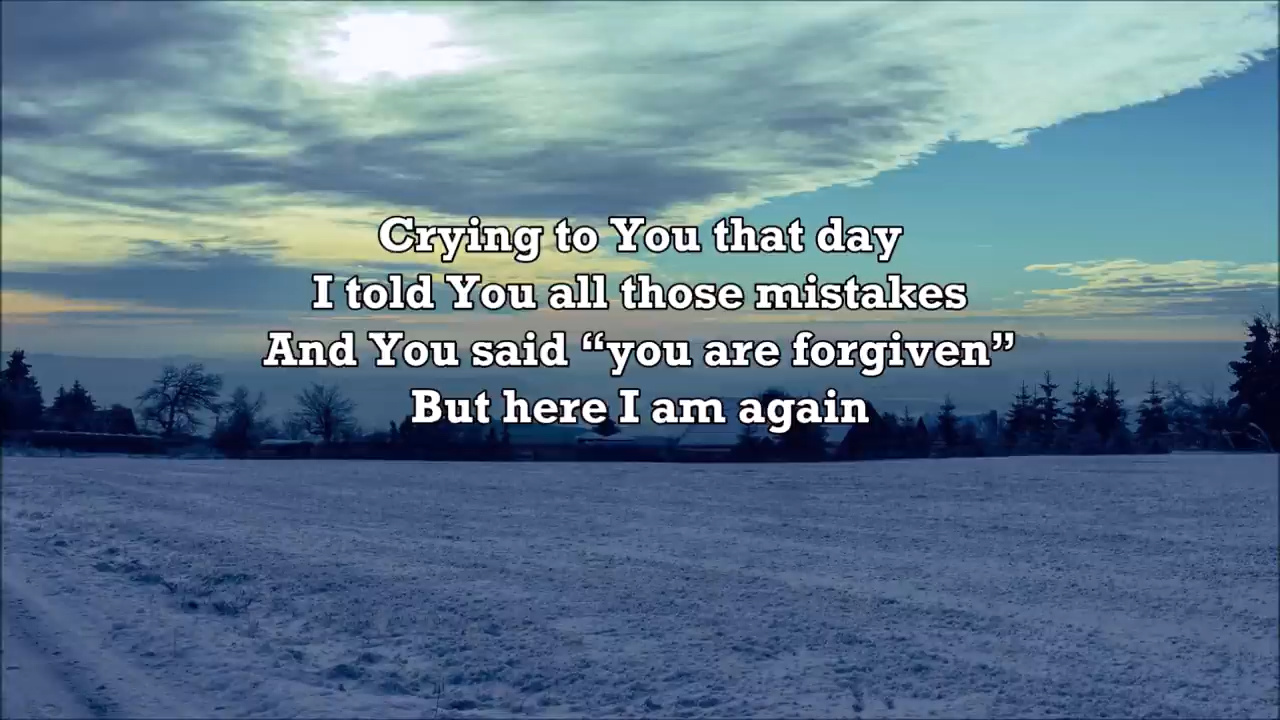 Crying to You that day
I told You all those mistakes
And You said “you are forgiven”
But here I am again